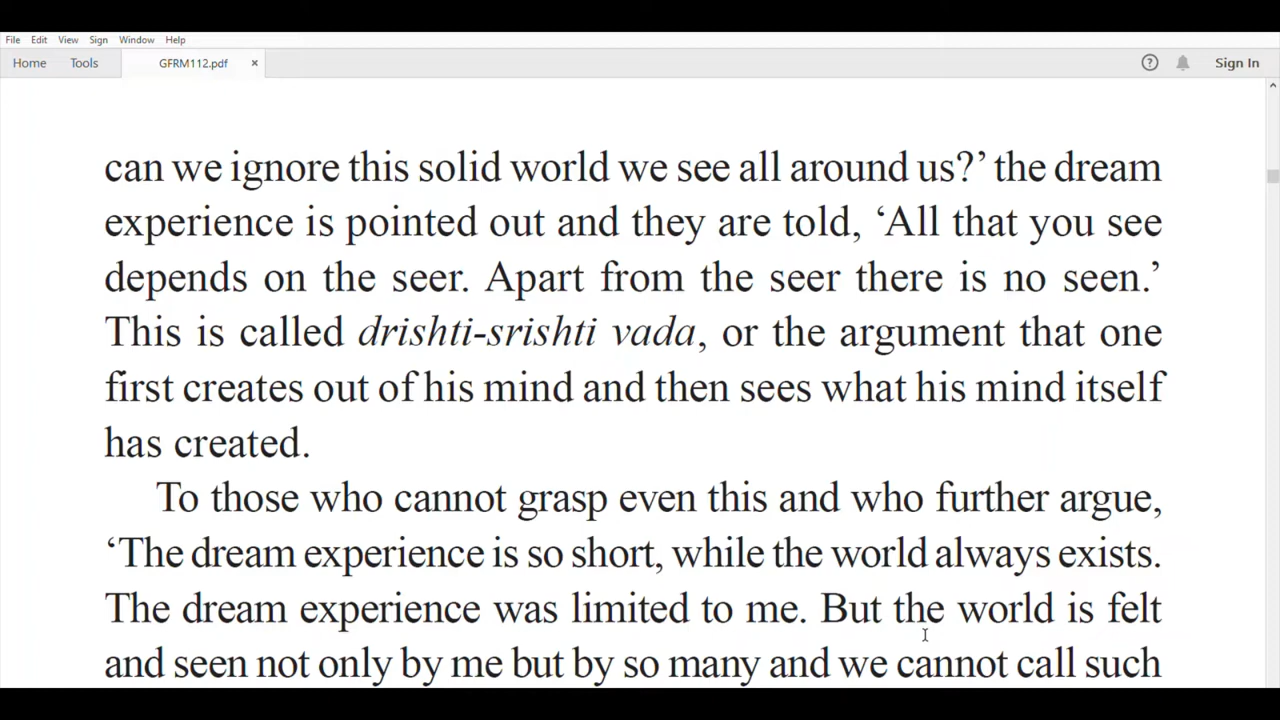 File Edit View Sign Window Help
Home Tools GFRM112.pdf × ? Sign In
can we ignore this solid world we see all around us?’ the dream
experience is pointed out and they are told, ‘All that you see
depends on the seer. Apart from the seer there is no seen.’
This is called drishti-srishti vada, or the argument that one
first creates out of his mind and then sees what his mind itself
has created.
To those who cannot grasp even this and who further argue,
‘The dream experience is so short, while the world always exists.
The dream experience was limited to me. But the world is felt
and seen not only by me but by so many and we cannot call such